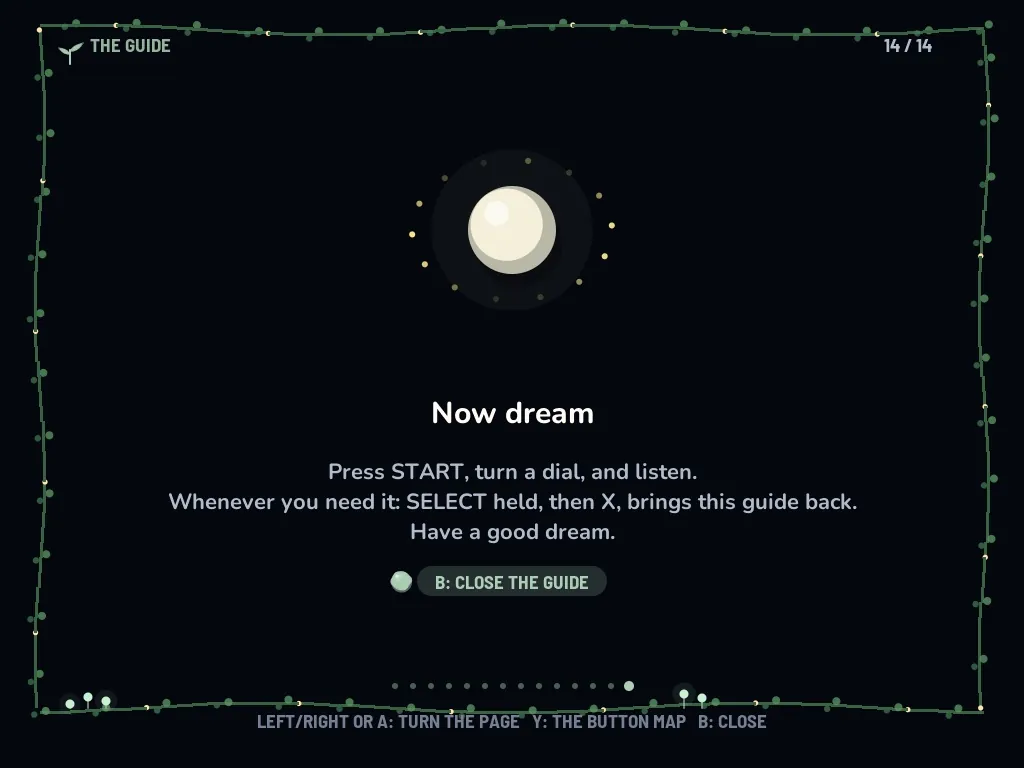 THE GUIDE
14 / 14
Now dream
Press START, turn a dial, and listen.
Whenever you need it: SELECT held, then X, brings this guide back.
Have a good dream.
B: CLOSE THE GUIDE
LEFT/RIGHT OR A: TURN THE PAGE   Y: THE BUTTON MAP   B: CLOSE